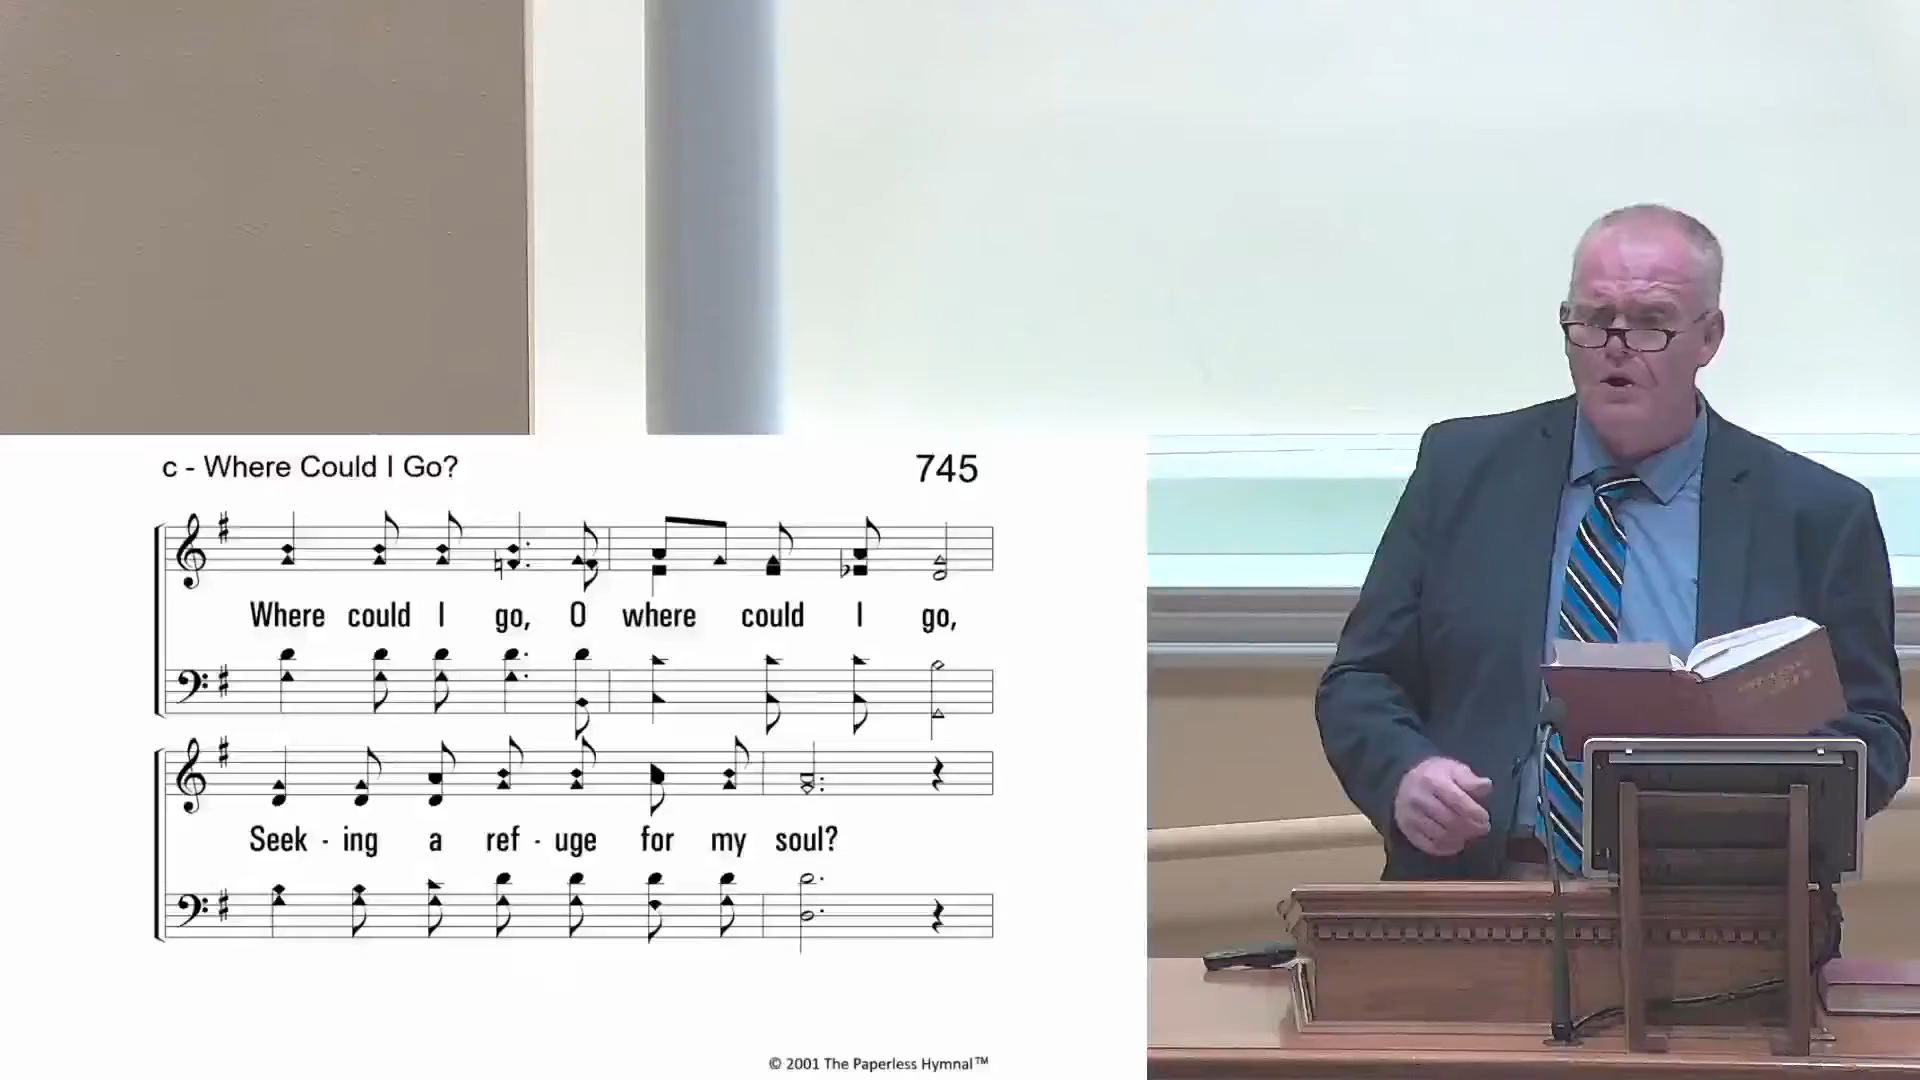 c - Where Could I Go? 745
Where could I go, O where could I go,
Seek - ing a ref - uge for my soul?
© 2001 The Paperless Hymnal™